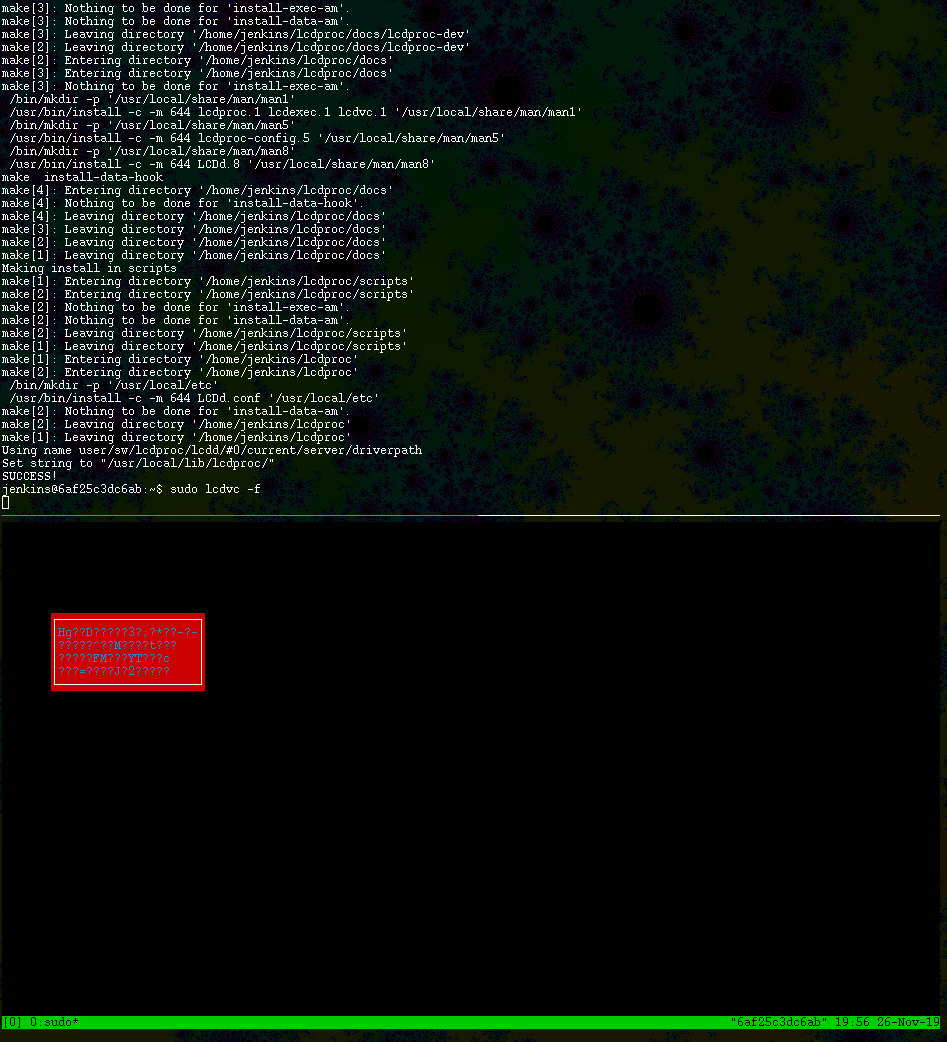 make[3]: Nothing to be done for 'install-exec-am'.
make[3]: Nothing to be done for 'install-data-am'.
make[3]: Leaving directory '/home/jenkins/lcdproc/docs/lcdproc-dev'
make[2]: Leaving directory '/home/jenkins/lcdproc/docs/lcdproc-dev'
make[2]: Entering directory '/home/jenkins/lcdproc/docs'
make[3]: Entering directory '/home/jenkins/lcdproc/docs'
make[3]: Nothing to be done for 'install-exec-am'.
 /bin/mkdir -p '/usr/local/share/man/man1'
 /usr/bin/install -c -m 644 lcdproc.1 lcdexec.1 lcdvc.1 '/usr/local/share/man/man1'
 /bin/mkdir -p '/usr/local/share/man/man5'
 /usr/bin/install -c -m 644 lcdproc-config.5 '/usr/local/share/man/man5'
 /bin/mkdir -p '/usr/local/share/man/man8'
 /usr/bin/install -c -m 644 LCDd.8 '/usr/local/share/man/man8'
make  install-data-hook
make[4]: Entering directory '/home/jenkins/lcdproc/docs'
make[4]: Nothing to be done for 'install-data-hook'.
make[4]: Leaving directory '/home/jenkins/lcdproc/docs'
make[3]: Leaving directory '/home/jenkins/lcdproc/docs'
make[2]: Leaving directory '/home/jenkins/lcdproc/docs'
make[1]: Leaving directory '/home/jenkins/lcdproc/docs'
Making install in scripts
make[1]: Entering directory '/home/jenkins/lcdproc/scripts'
make[2]: Entering directory '/home/jenkins/lcdproc/scripts'
make[2]: Nothing to be done for 'install-exec-am'.
make[2]: Nothing to be done for 'install-data-am'.
make[2]: Leaving directory '/home/jenkins/lcdproc/scripts'
make[1]: Leaving directory '/home/jenkins/lcdproc/scripts'
make[1]: Entering directory '/home/jenkins/lcdproc'
make[2]: Entering directory '/home/jenkins/lcdproc'
 /bin/mkdir -p '/usr/local/etc'
 /usr/bin/install -c -m 644 LCDd.conf '/usr/local/etc'
make[2]: Nothing to be done for 'install-data-am'.
make[2]: Leaving directory '/home/jenkins/lcdproc'
make[1]: Leaving directory '/home/jenkins/lcdproc'
Using name user/sw/lcdproc/lcdd/#0/current/server/driverpath
Set string to "/usr/local/lib/lcdproc/"
SUCCESS!
jenkins@6af25c3dc6ab:~$ sudo lcdvc -f
Hg??D?????3?;?*??-?-
?????^??M????t???
?????FM???YT???c
???=????J?2?????
[0] 0:sudo* "6af25c3dc6ab" 19:56 26-Nov-19